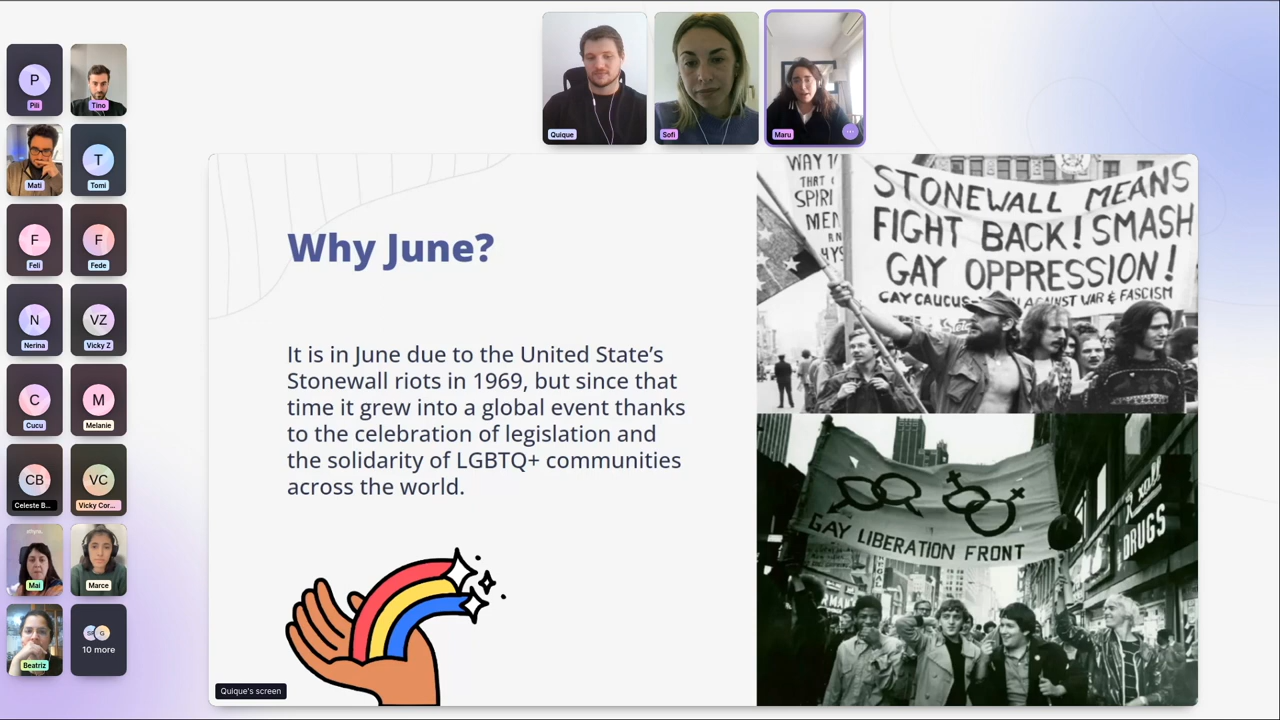 P
Pili
Tino
Mati
T
Tomi
F
Feli
F
Fede
N
Nerina
VZ
Vicky Z
C
Cucu
M
Melanie
CB
Celeste B...
VC
Vicky Cor...
Mai
Marce
Beatriz
G
10 more
Quique
Sofi
Maru
Why June?
It is in June due to the United State’s
Stonewall riots in 1969, but since that
time it grew into a global event thanks
to the celebration of legislation and
the solidarity of LGBTQ+ communities
across the world.
Quique's screen
WAY
THAT
SPIRI
MEN
STONEWALL MEANS
FIGHT BACK! SMASH
GAY OPPRESSION!
GAY CAUCUS- AGAINST WAR & FASCISM
GAY LIBERATION FRONT
DRUGS